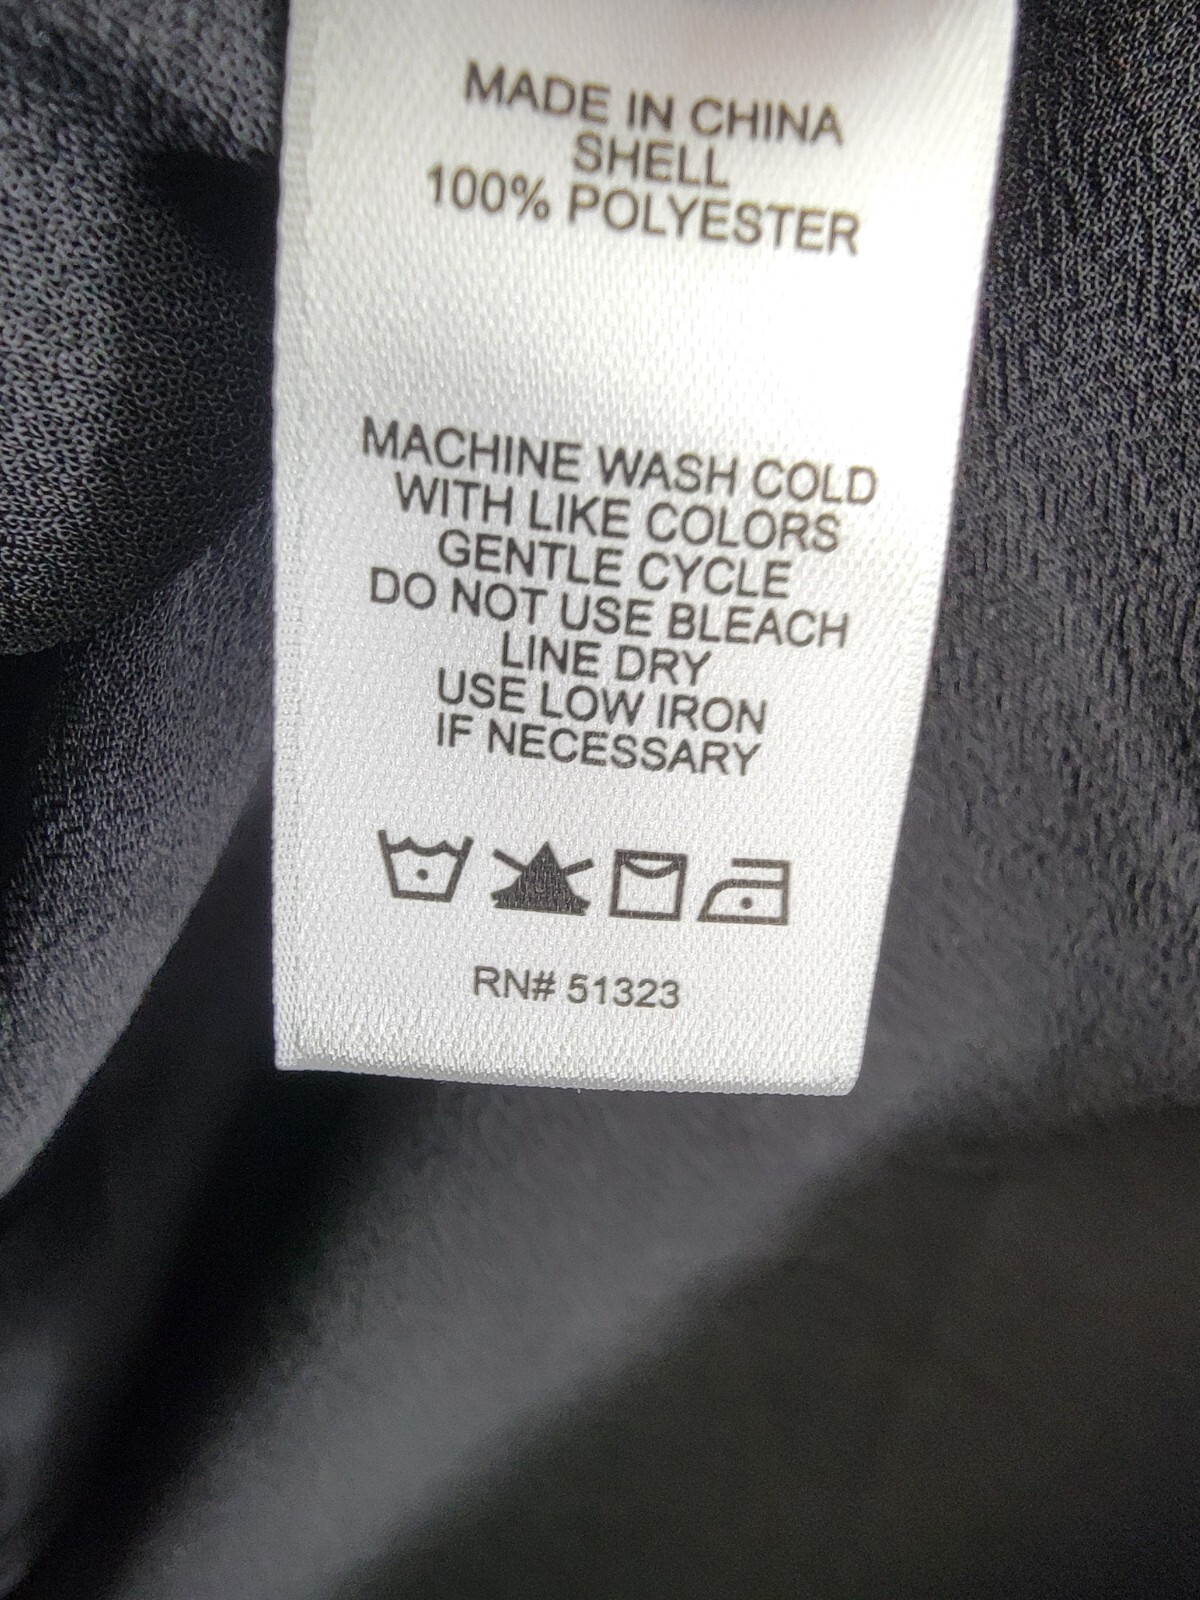 MADE IN CHINA
SHELL
100% POLYESTER
MACHINE WASH COLD
WITH LIKE COLORS
GENTLE CYCLE
DO NOT USE BLEACH
LINE DRY
USE LOW IRON
IF NECESSARY
RN# 51323